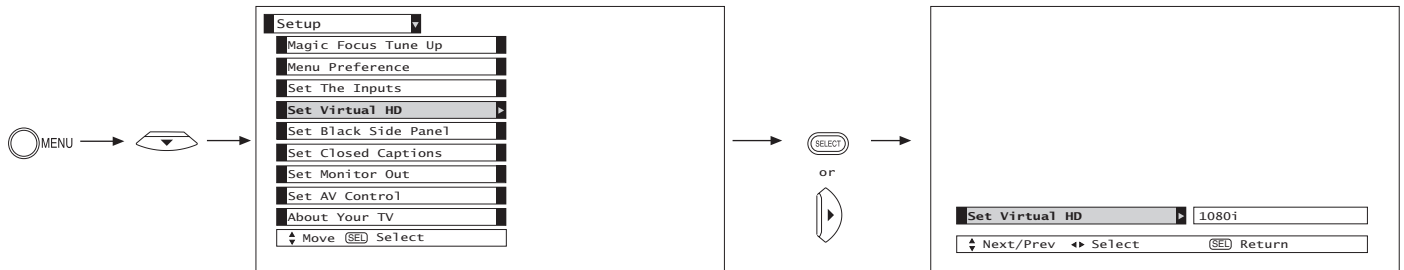 MENU
Setup
Magic Focus Tune Up
Menu Preference
Set The Inputs
Set Virtual HD
Set Black Side Panel
Set Closed Captions
Set Monitor Out
Set AV Control
About Your TV
Move SEL Select
SELECT
or
Set Virtual HD 1080i
Next/Prev Select SEL Return